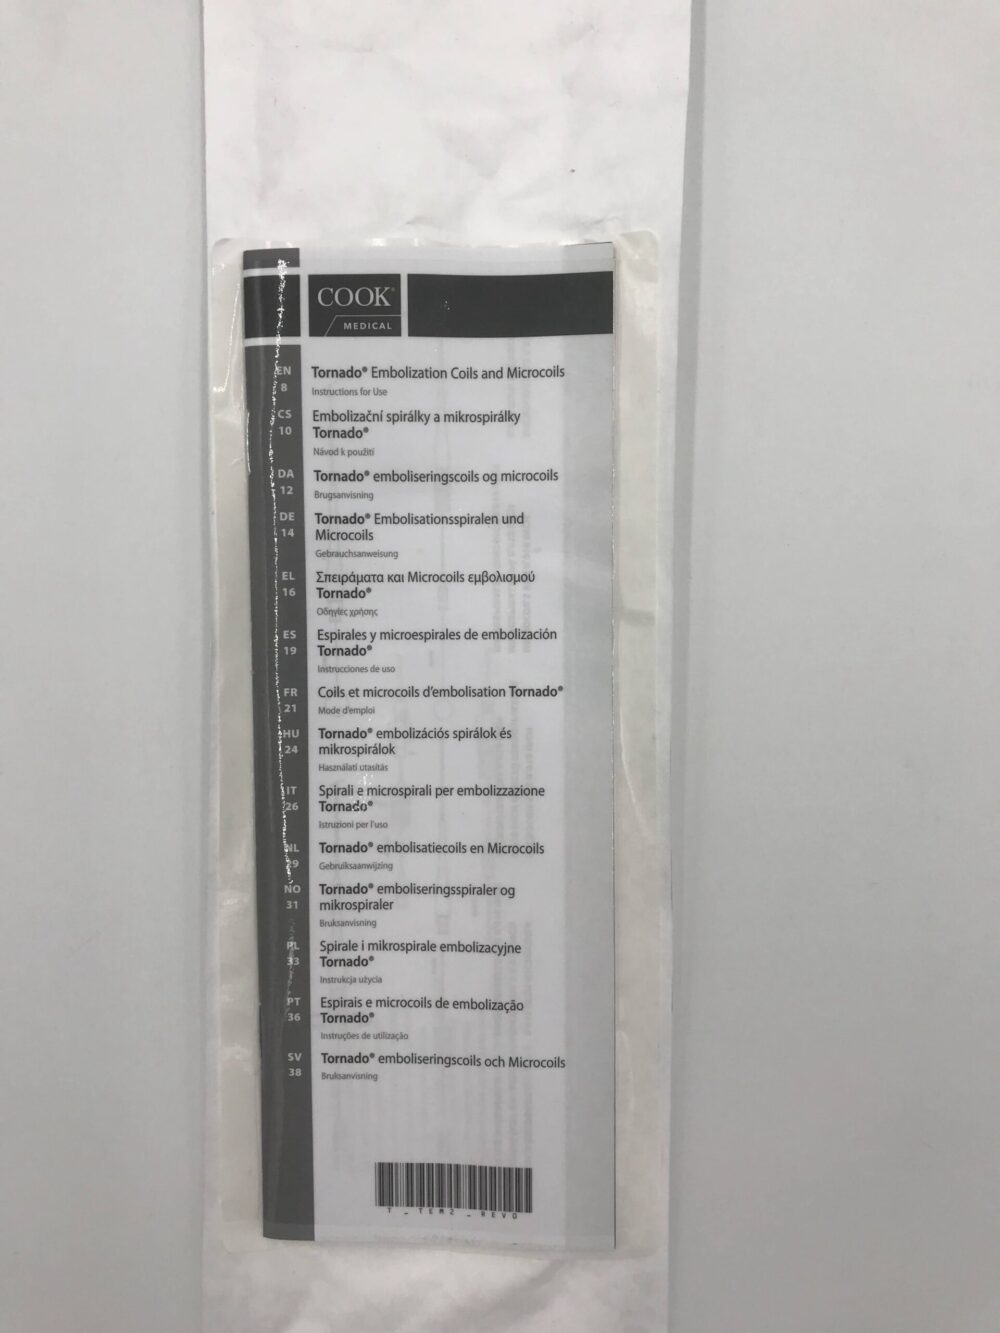 COOK®
MEDICAL
EN
8
Tornado® Embolization Coils and Microcoils
Instructions for Use
CS
10
Embolizační spirálky a mikrospirálky
Tornado®
Návod k použití
DA
12
Tornado® emboliseringscoils og microcoils
Brugsanvisning
DE
14
Tornado® Embolisationsspiralen und
Microcoils
Gebrauchsanweisung
EL
16
Σπειράματα και Microcoils εμβολισμού
Tornado®
Οδηγίες χρήσης
ES
19
Espirales y microespirales de embolización
Tornado®
Instrucciones de uso
FR
21
Coils et microcoils d'embolisation Tornado®
Mode d'emploi
HU
24
Tornado® embolizációs spirálok és
mikrospirálok
Használati utasítás
IT
26
Spirali e microspirali per embolizzazione
Tornado®
Istruzioni per l'uso
NL
29
Tornado® embolisatiecoils en Microcoils
Gebruiksaanwijzing
NO
31
Tornado® emboliseringsspiraler og
mikrospiraler
Bruksanvisning
PL
33
Spirale i mikrospirale embolizacyjne
Tornado®
Instrukcja użycia
PT
36
Espirais e microcoils de embolização
Tornado®
Instruções de utilização
SV
38
Tornado® emboliseringscoils och Microcoils
Bruksanvisning
T_TEM2_REV0